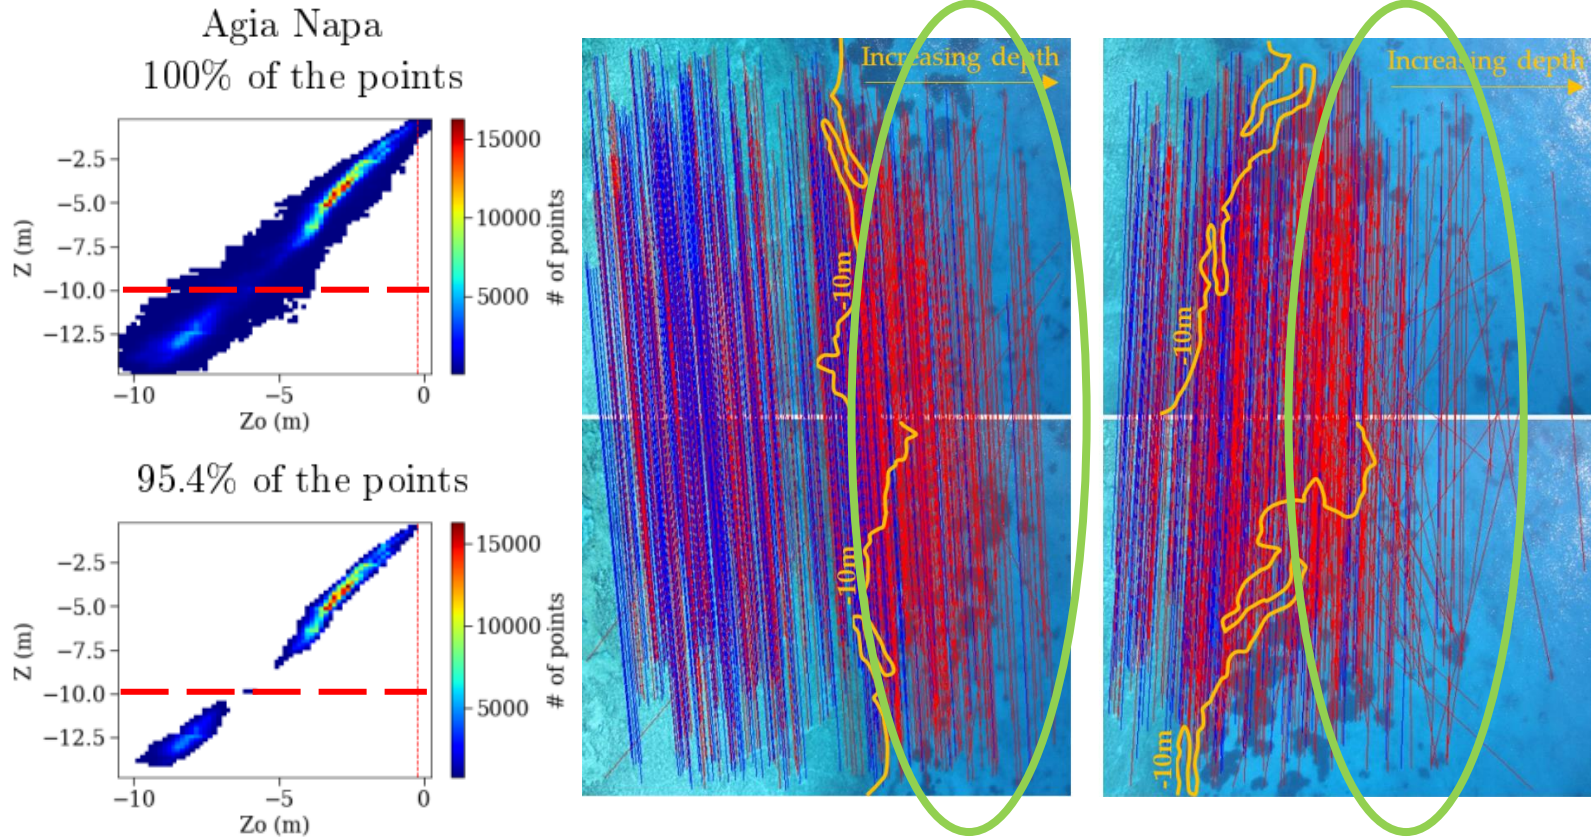 Agia Napa
100% of the points
−2.5
−5.0
−7.5
−10.0
−12.5
Z (m)
−10
−5
0
Zo (m)
15000
10000
5000
# of points
95.4% of the points
−2.5
−5.0
−7.5
−10.0
−12.5
Z (m)
−10
−5
0
Zo (m)
15000
10000
5000
# of points
Increasing depth
-10m
-10m
Increasing depth
-10m
-10m